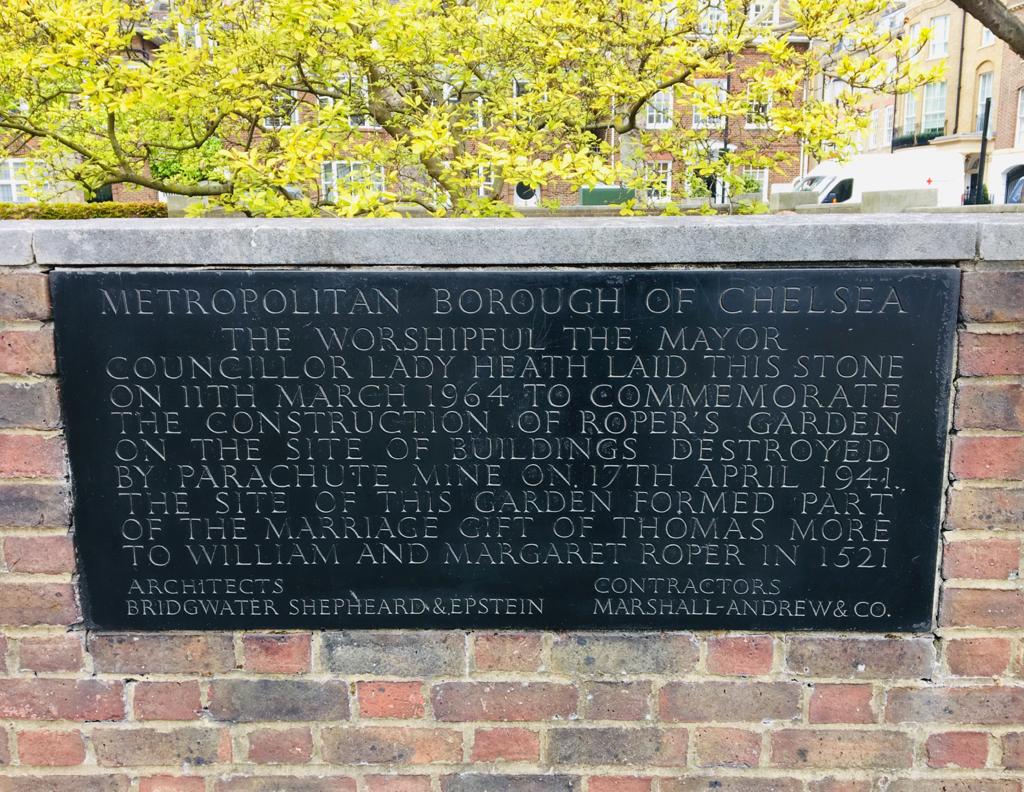 METROPOLITAN BOROUGH OF CHELSEA
THE WORSHIPFUL THE MAYOR
COUNCILLOR LADY HEATH LAID THIS STONE
ON 11TH MARCH 1964 TO COMMEMORATE
THE CONSTRUCTION OF ROPER'S GARDEN
ON THE SITE OF BUILDINGS DESTROYED
BY PARACHUTE MINE ON 17TH APRIL 1941.
THE SITE OF THIS GARDEN FORMED PART
OF THE MARRIAGE GIFT OF THOMAS MORE
TO WILLIAM AND MARGARET ROPER IN 1521
ARCHITECTS
BRIDGWATER SHEPHEARD & EPSTEIN
CONTRACTORS
MARSHALL-ANDREW & CO.